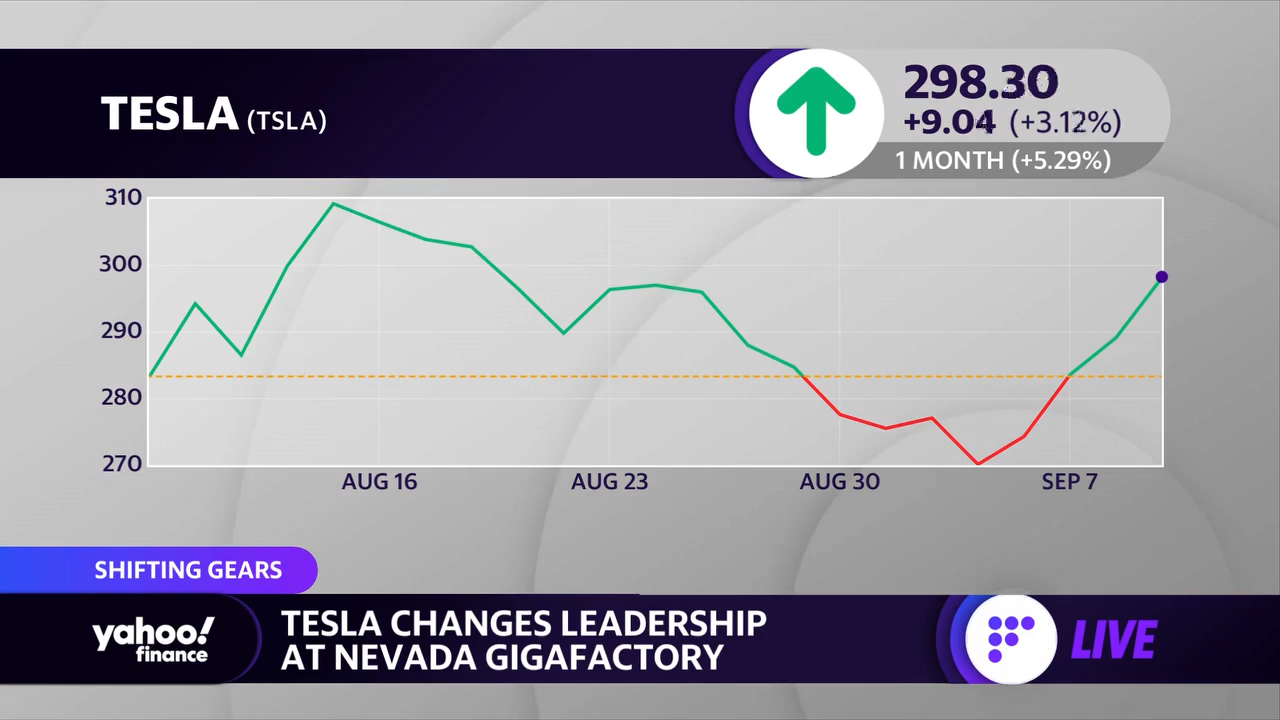 TESLA (TSLA)
298.30
+9.04 (+3.12%)
1 MONTH (+5.29%)
310
300
290
280
270
AUG 16
AUG 23
AUG 30
SEP 7
SHIFTING GEARS
yahoo!
finance
TESLA CHANGES LEADERSHIP
AT NEVADA GIGAFACTORY
LIVE